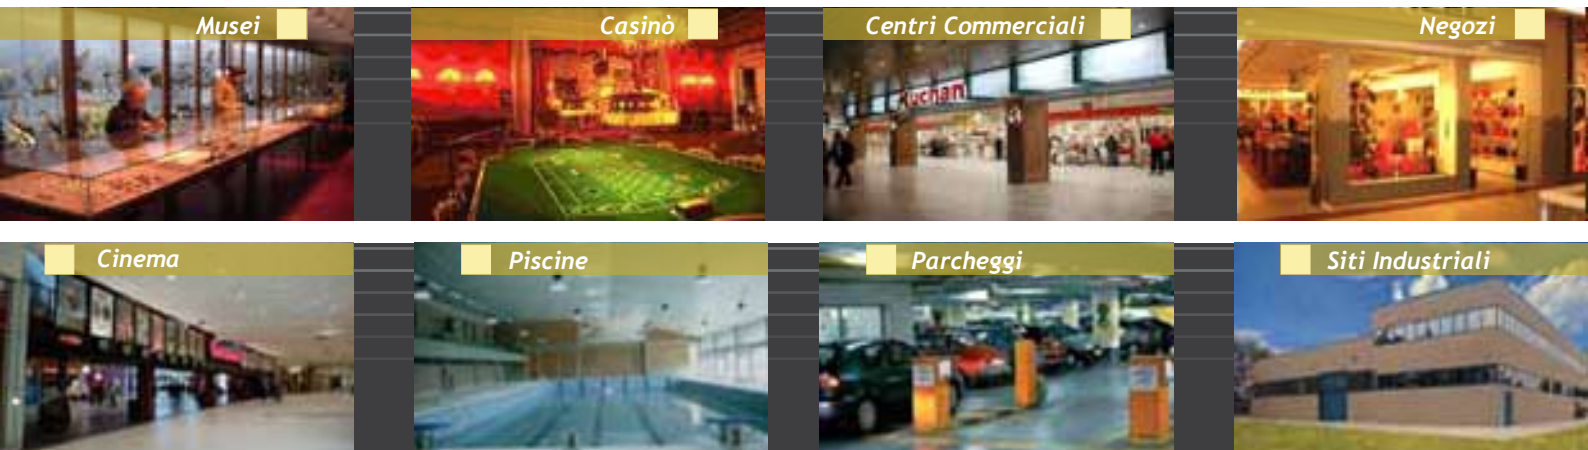 Musei
Casinò
Centri Commerciali
Negozi
Auchan
Cinema
Piscine
Parcheggi
Siti Industriali